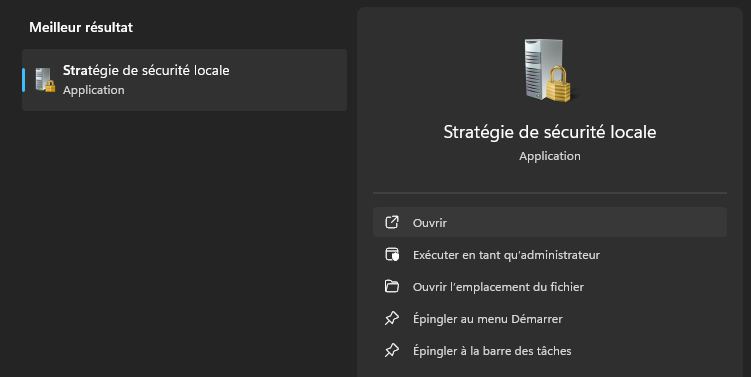 Meilleur résultat
Stratégie de sécurité locale
Application
Stratégie de sécurité locale
Application
Ouvrir
Exécuter en tant qu'administrateur
Ouvrir l'emplacement du fichier
Épingler au menu Démarrer
Épingler à la barre des tâches